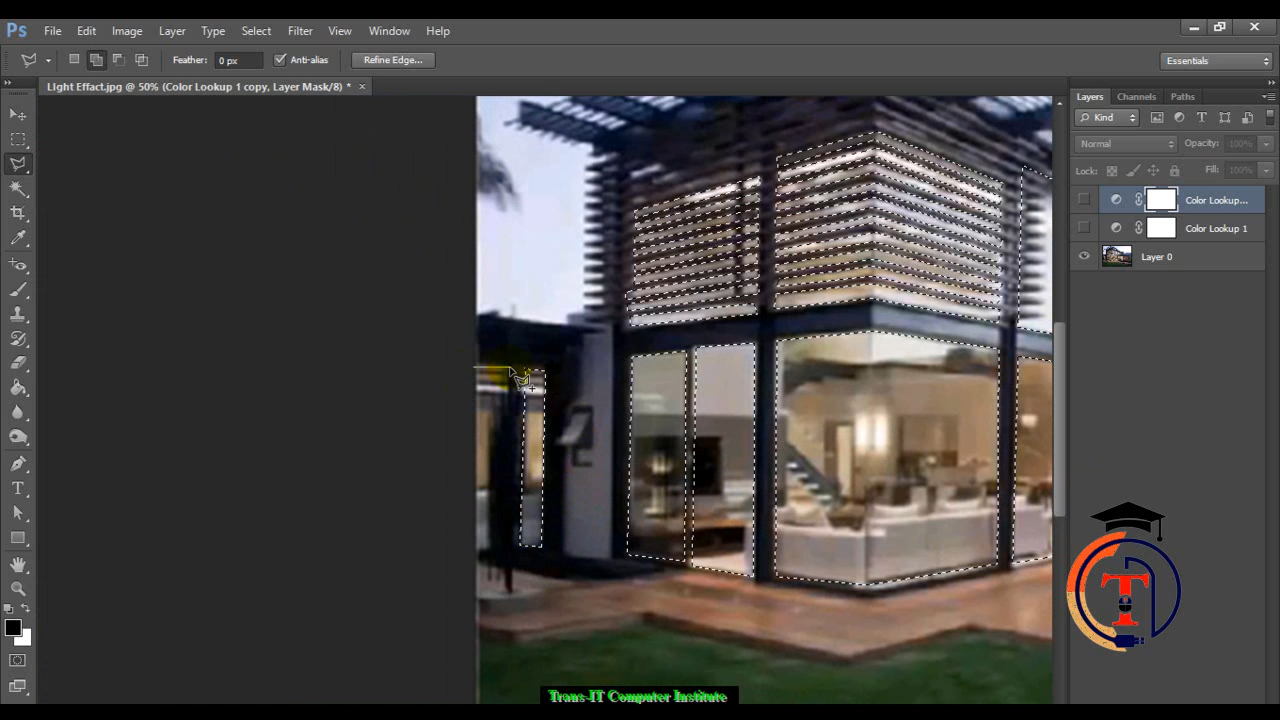 Ps File Edit Image Layer Type Select Filter View Window Help
Feather: 0 px Anti-alias Refine Edge... Essentials
LIght Effact.jpg @ 50% (Color Lookup 1 copy, Layer Mask/8) * ×
Layers Channels Paths
Kind
Normal Opacity: 100%
Lock: Fill: 100%
Color Lookup...
Color Lookup 1
Layer 0
T
Trans-IT Computer Institute